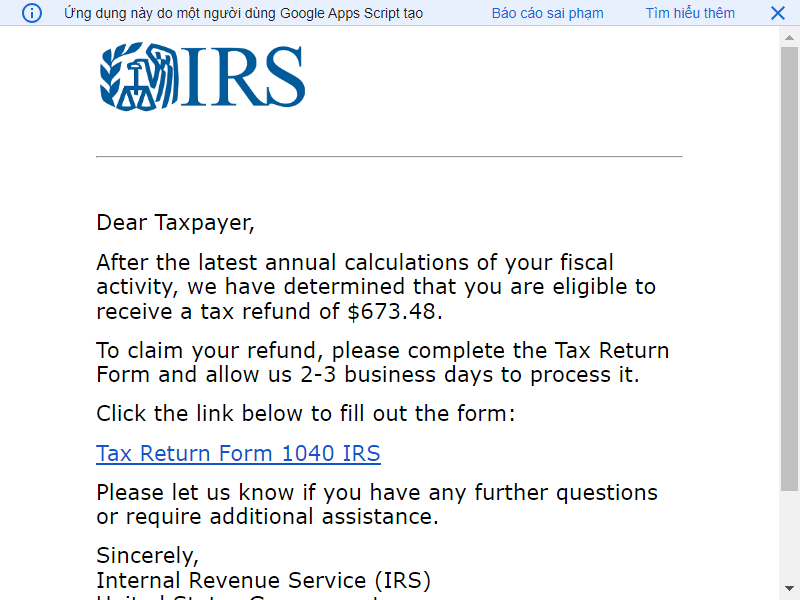 Ứng dụng này do một người dùng Google Apps Script tạo Báo cáo sai phạm Tìm hiểu thêm
IRS
Dear Taxpayer,
After the latest annual calculations of your fiscal
activity, we have determined that you are eligible to
receive a tax refund of $673.48.
To claim your refund, please complete the Tax Return
Form and allow us 2-3 business days to process it.
Click the link below to fill out the form:
Tax Return Form 1040 IRS
Please let us know if you have any further questions
or require additional assistance.
Sincerely,
Internal Revenue Service (IRS)